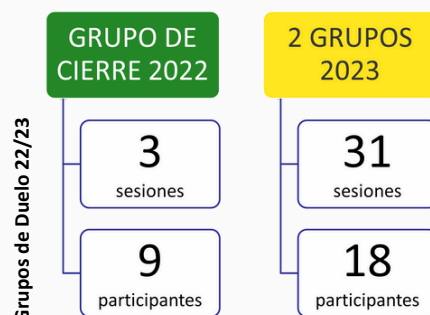 GRUPO DE
CIERRE 2022
3
sesiones
9
participantes
2 GRUPOS
2023
31
sesiones
18
participantes
Grupos de Duelo 22/23